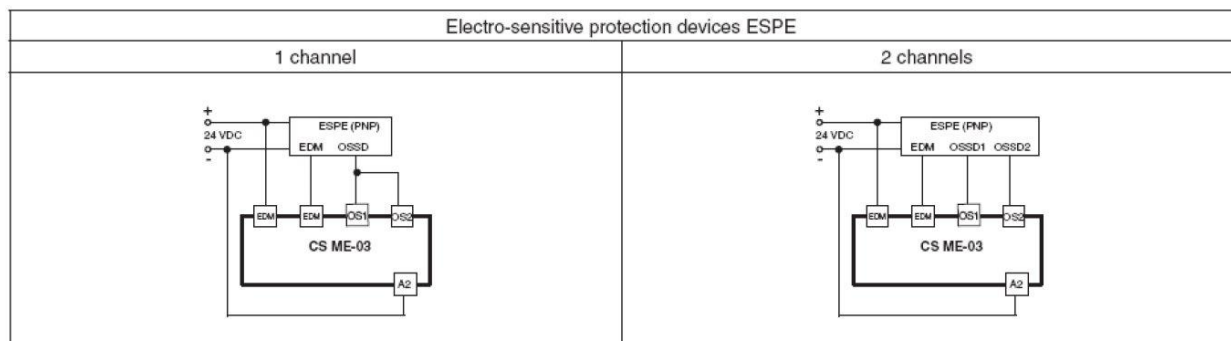 Electro-sensitive protection devices ESPE
1 channel
2 channels
+
24 VDC
-
ESPE (PNP)
EDM OSSD
EDM EDM OS1 OS2
CS ME-03
A2
+
24 VDC
-
ESPE (PNP)
EDM OSSD1 OSSD2
EDM EDM OS1 OS2
CS ME-03
A2